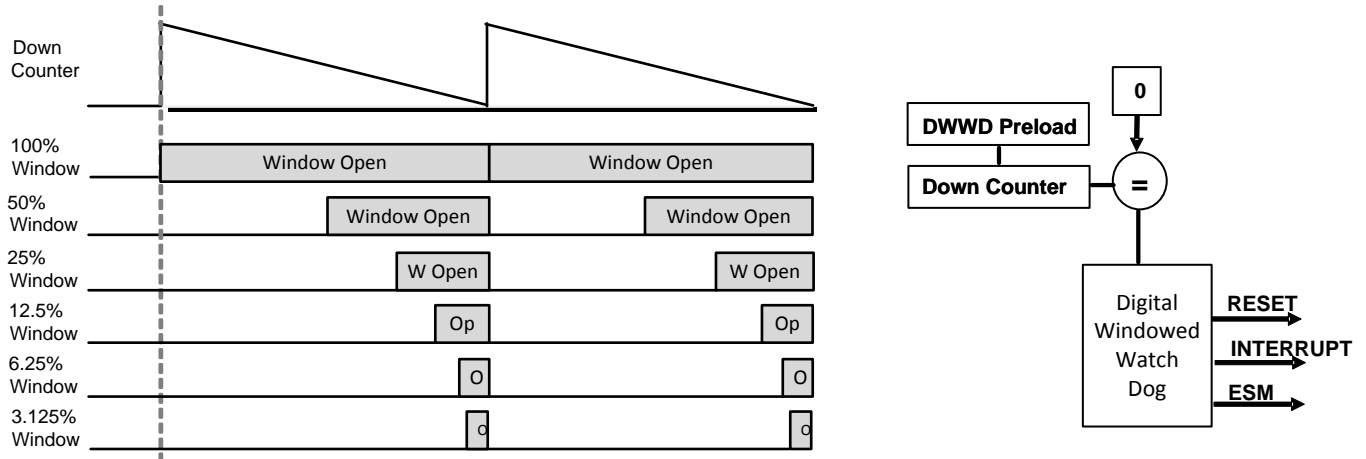 Down
Counter
100%
Window
Window Open
Window Open
50%
Window
Window Open
Window Open
25%
Window
W Open
W Open
12.5%
Window
Op
Op
6.25%
Window
O
O
3.125%
Window
O
O
0
DWWD Preload
Down Counter
=
Digital
Windowed
Watch
Dog
RESET
INTERRUPT
ESM